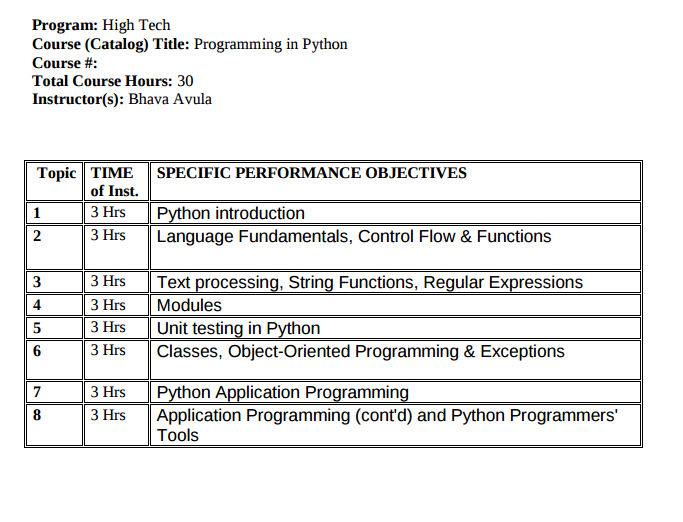 Program: High Tech
Course (Catalog) Title: Programming in Python
Course #:
Total Course Hours: 30
Instructor(s): Bhava Avula
Topic TIME of Inst. SPECIFIC PERFORMANCE OBJECTIVES
1 3 Hrs Python introduction
2 3 Hrs Language Fundamentals, Control Flow & Functions
3 3 Hrs Text processing, String Functions, Regular Expressions
4 3 Hrs Modules
5 3 Hrs Unit testing in Python
6 3 Hrs Classes, Object-Oriented Programming & Exceptions
7 3 Hrs Python Application Programming
8 3 Hrs Application Programming (cont'd) and Python Programmers'
Tools